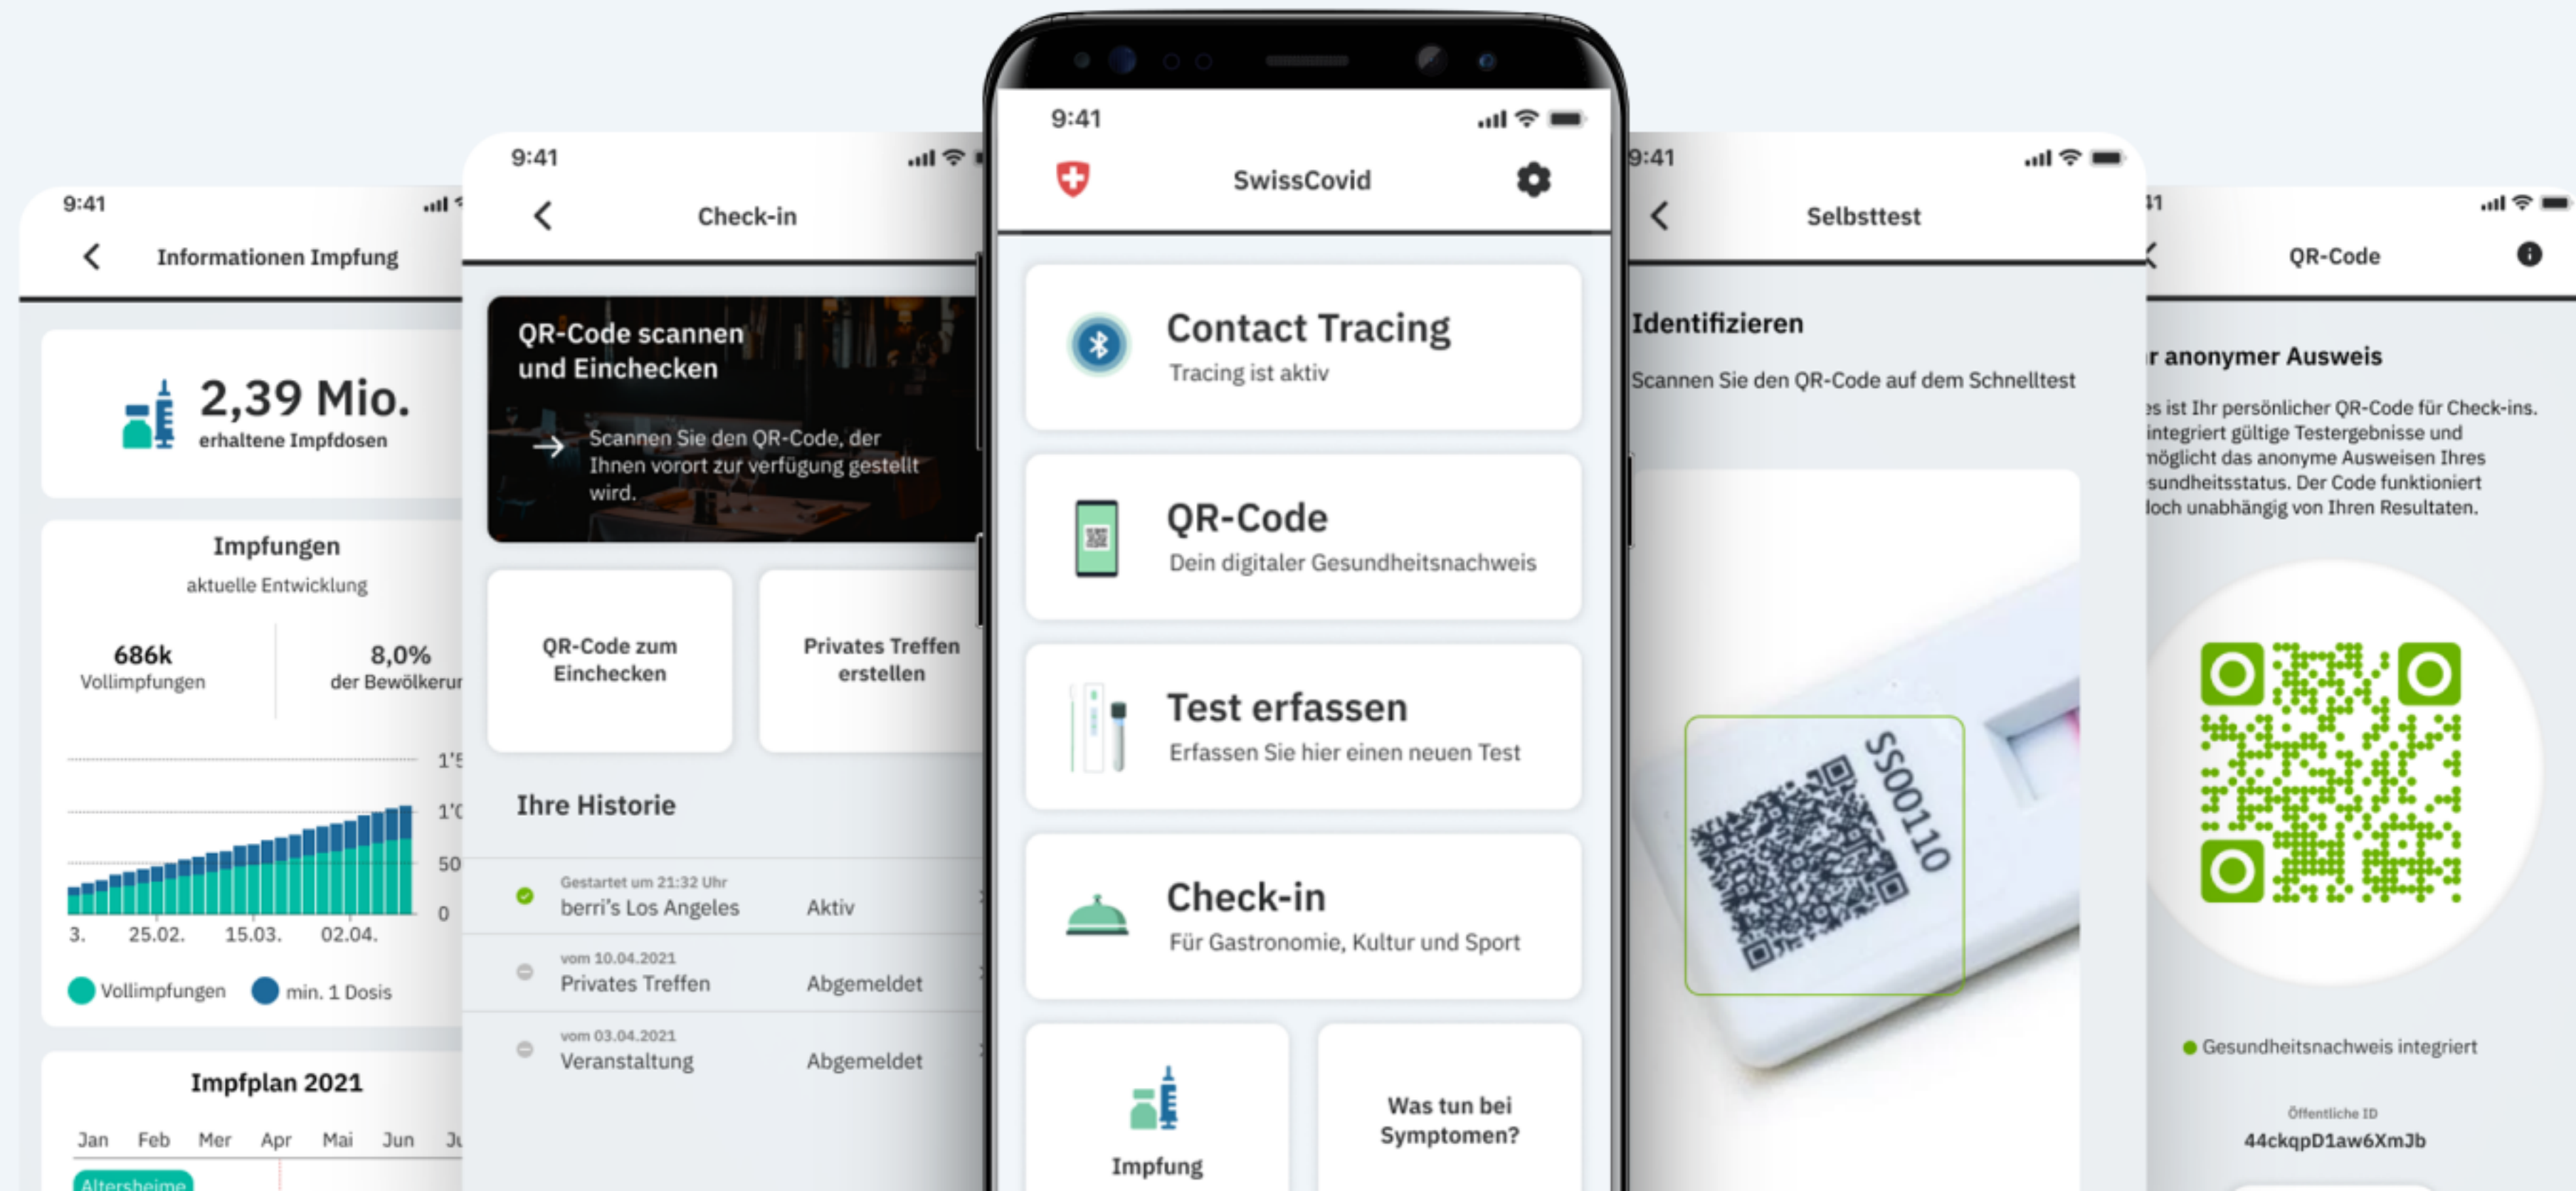 9:41
Informationen Impfung
2,39 Mio.
erhaltene Impfdosen
Impfungen
aktuelle Entwicklung
686k
Vollimpfungen
8,0%
der
0
3.
25.02.
15.03.
02.04.
Vollimpfungen
min. 1 Dosis
Impfplan 2021
Jan Feb Mer Apr Mai Jun
Altersheime
9:41
Check-in
QR-Code scannen
und Einchecken
Scannen Sie den QR-Code, der
Ihnen vorort zur verfügung gestellt
wird.
QR-Code zum
Einchecken
Privates Treffen
erstellen
Ihre Historie
Gestartet um 21:32 Uhr
berri's Los Angeles
Aktiv
vom 10.04.2021
Privates Treffen
Abgemeldet
vom 03.04.2021
Veranstaltung
Abgemeldet
9:41
SwissCovid
Contact Tracing
Tracing ist aktiv
QR-Code
Dein digitaler Gesundheitsnachweis
Test erfassen
Erfassen Sie hier einen neuen Test
Check-in
Für Gastronomie, Kultur und Sport
Impfung
Was tun bei
Symptomen?
9:41
Selbsttest
Identifizieren
Scannen Sie den QR-Code auf dem Schnelltest
SS00110
QR-Code
anonymer Ausweis
ist Ihr persönlicher QR-Code für Check-ins.
integriert gültige Testergebnisse und
das anonyme Ausweisen Ihres
Der Code funktioniert
unabhängig von Ihren Resultaten.
Gesundheitsnachweis integriert
Öffentliche ID
44ckqpD1aw6XmJb